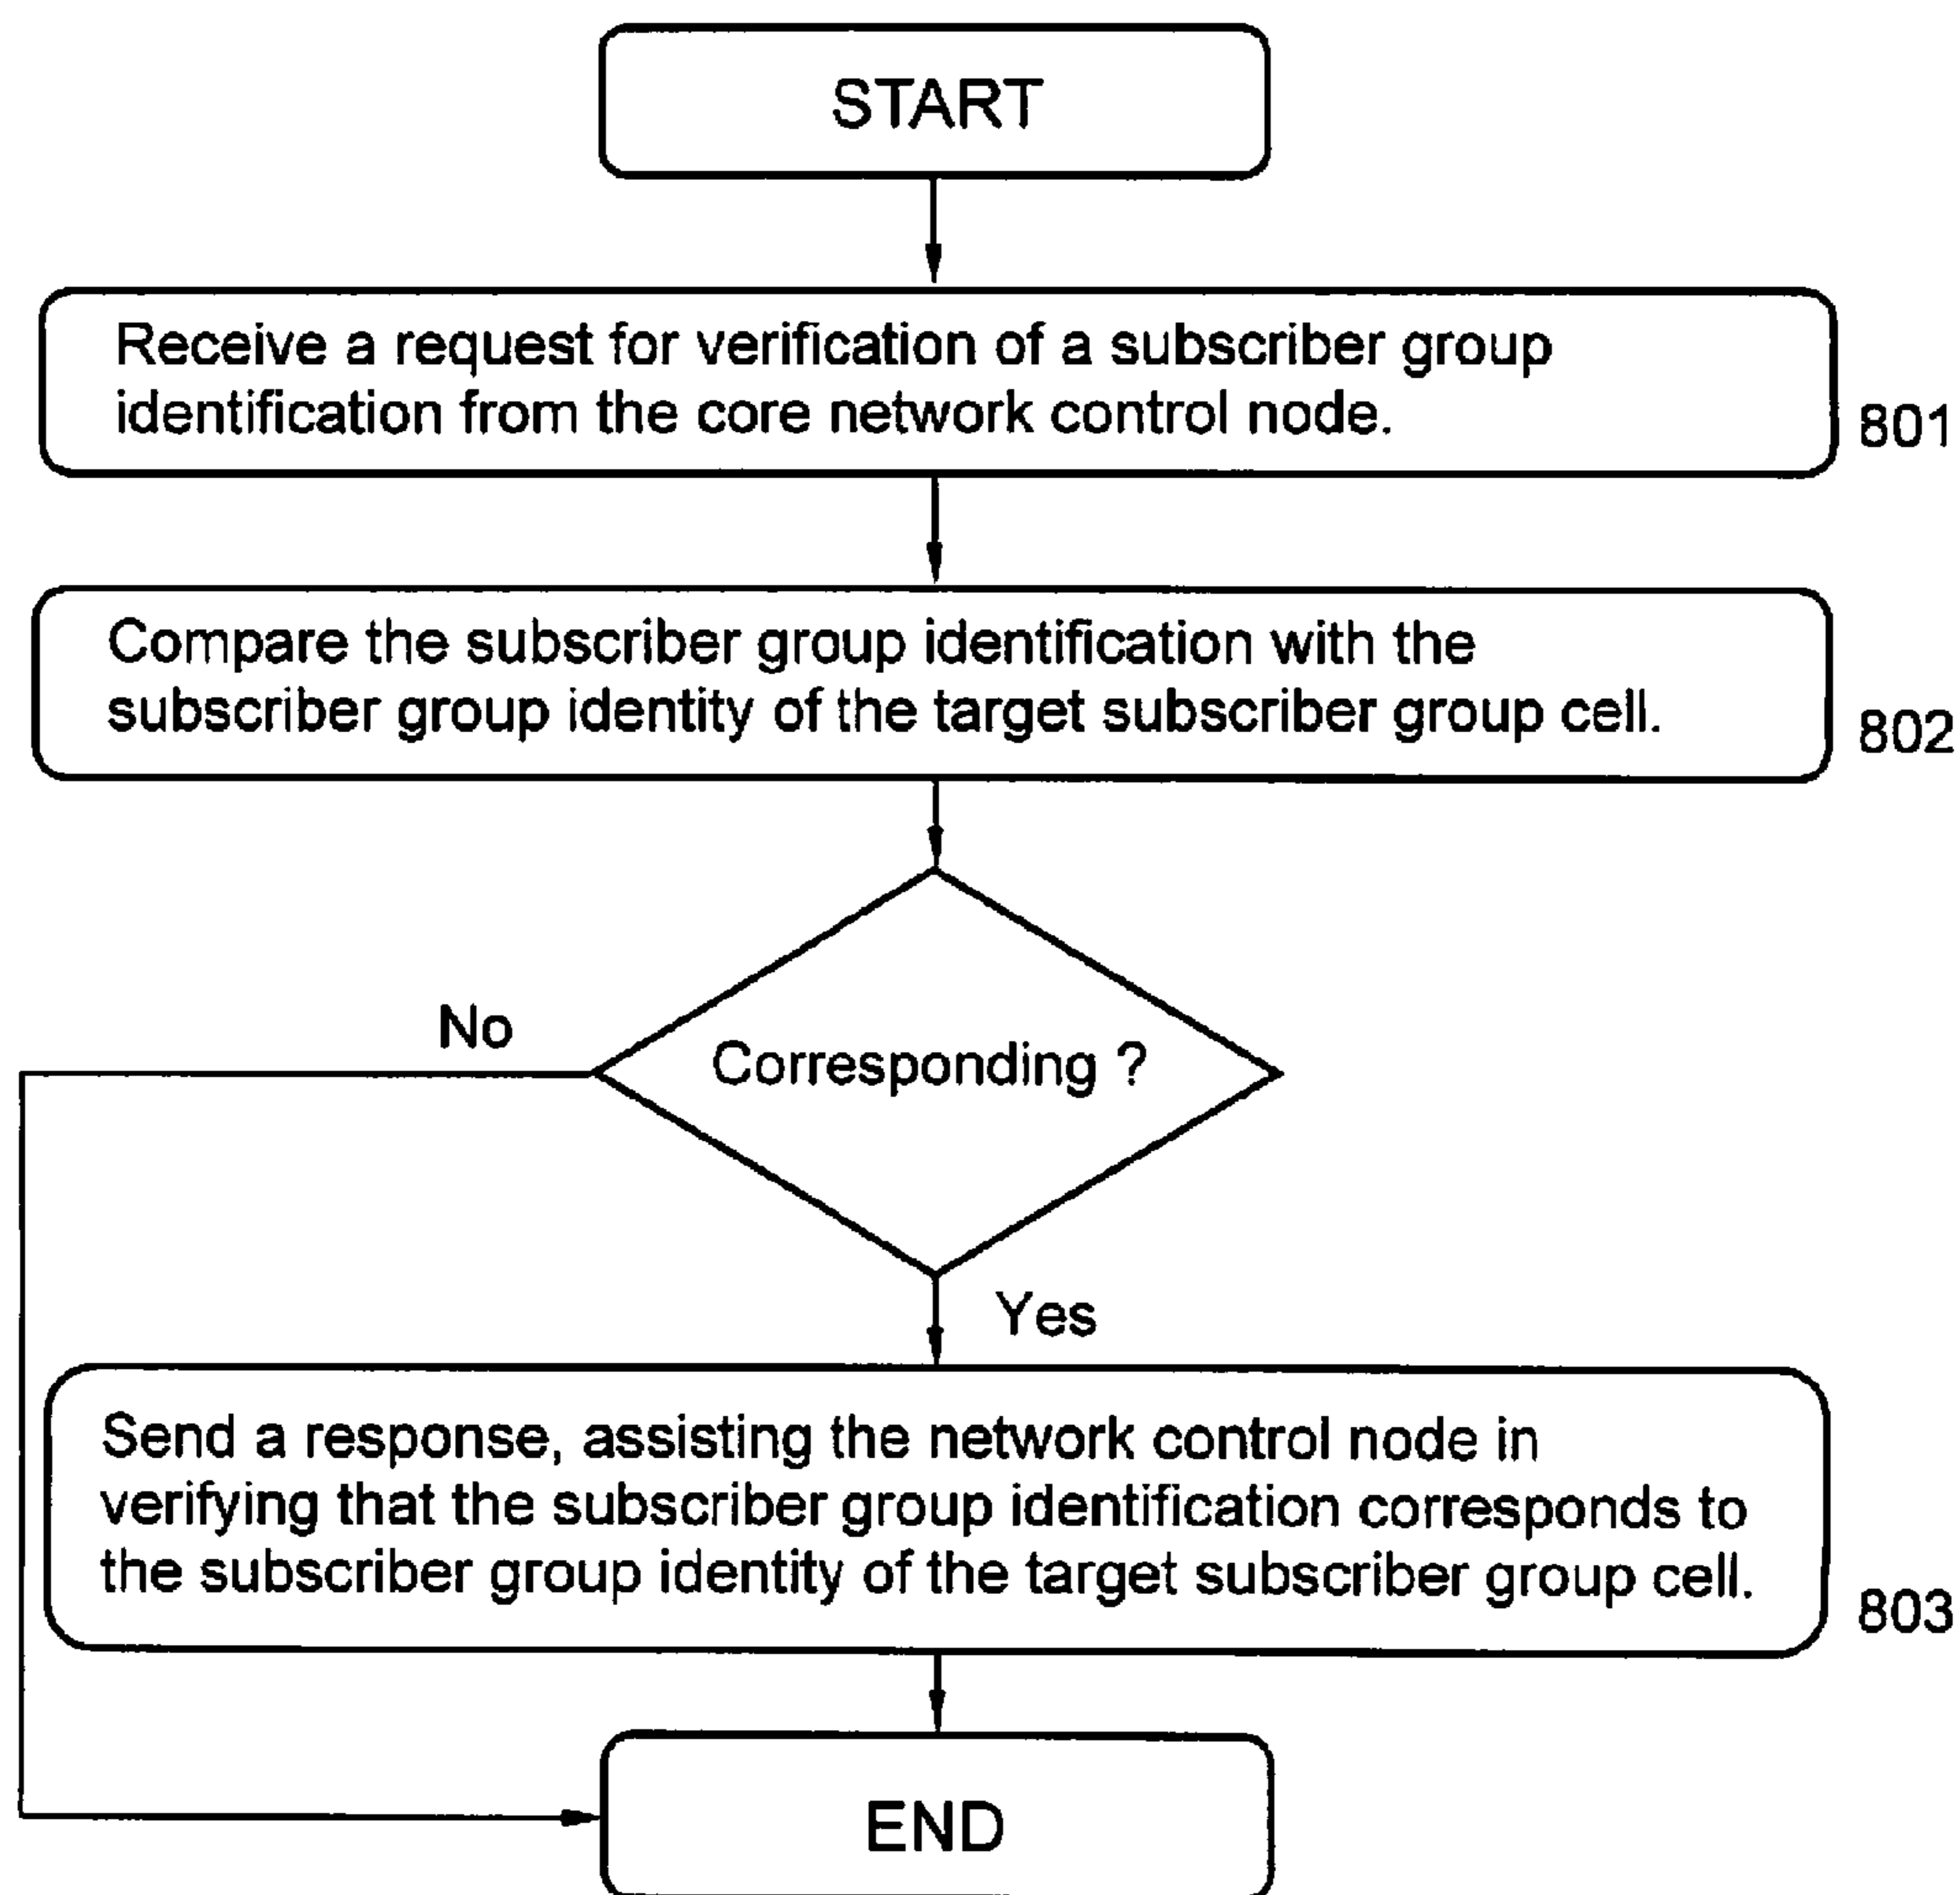 START
Receive a request for verification of a subscriber group
identification from the core network control node.
801
Compare the subscriber group identification with the
subscriber group identity of the target subscriber group cell.
802
No
Corresponding ?
Yes
Send a response, assisting the network control node in
verifying that the subscriber group identification corresponds to
the subscriber group identity of the target subscriber group cell.
803
END